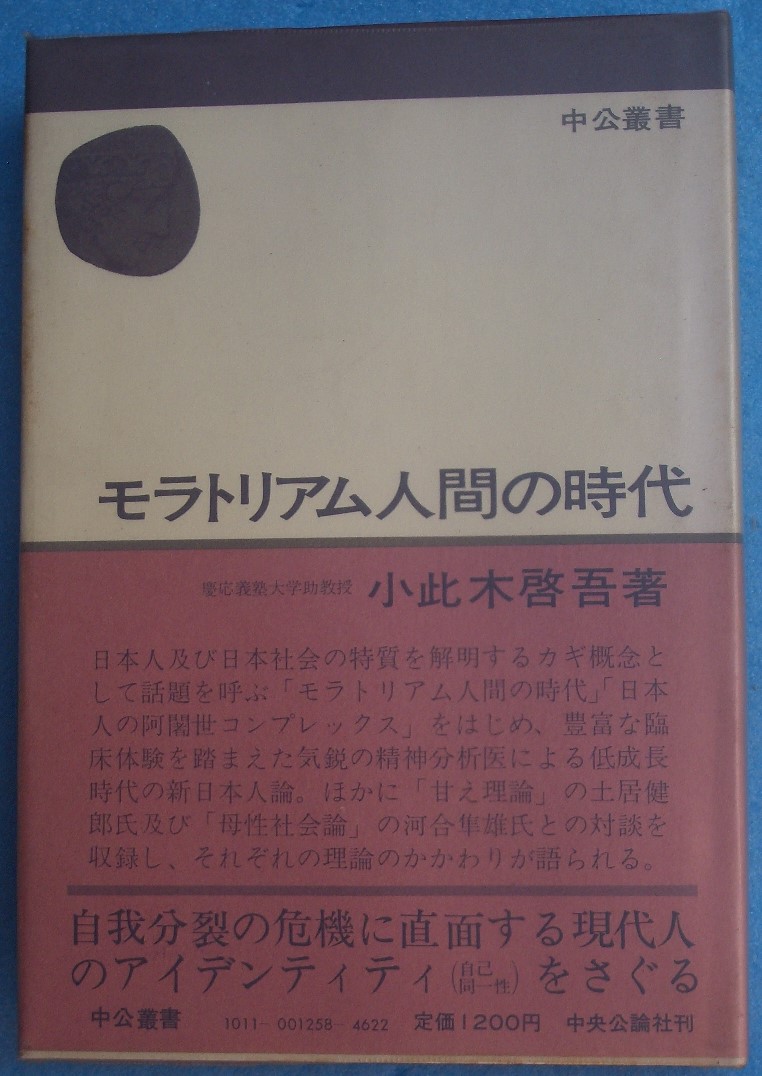 中公叢書
モラトリアム人間の時代
慶応義塾大学助教授 小此木啓吾著
日本人及び日本社会の特質を解明するカギ概念と
して話題を呼ぶ「モラトリアム人間の時代」「日本
人の阿闍世コンプレックス」をはじめ、豊富な臨
床体験を踏まえた気鋭の精神分析医による低成長
時代の新日本人論。ほかに「甘え理論」の土居健
郎氏及び「母性社会論」の河合隼雄氏との対談を
収録し、それぞれの理論のかかわりが語られる。
自我分裂の危機に直面する現代人
のアイデンティティ(自己同一性)をさぐる
中公叢書 1011-001258-4622 定価1200円 中央公論社刊